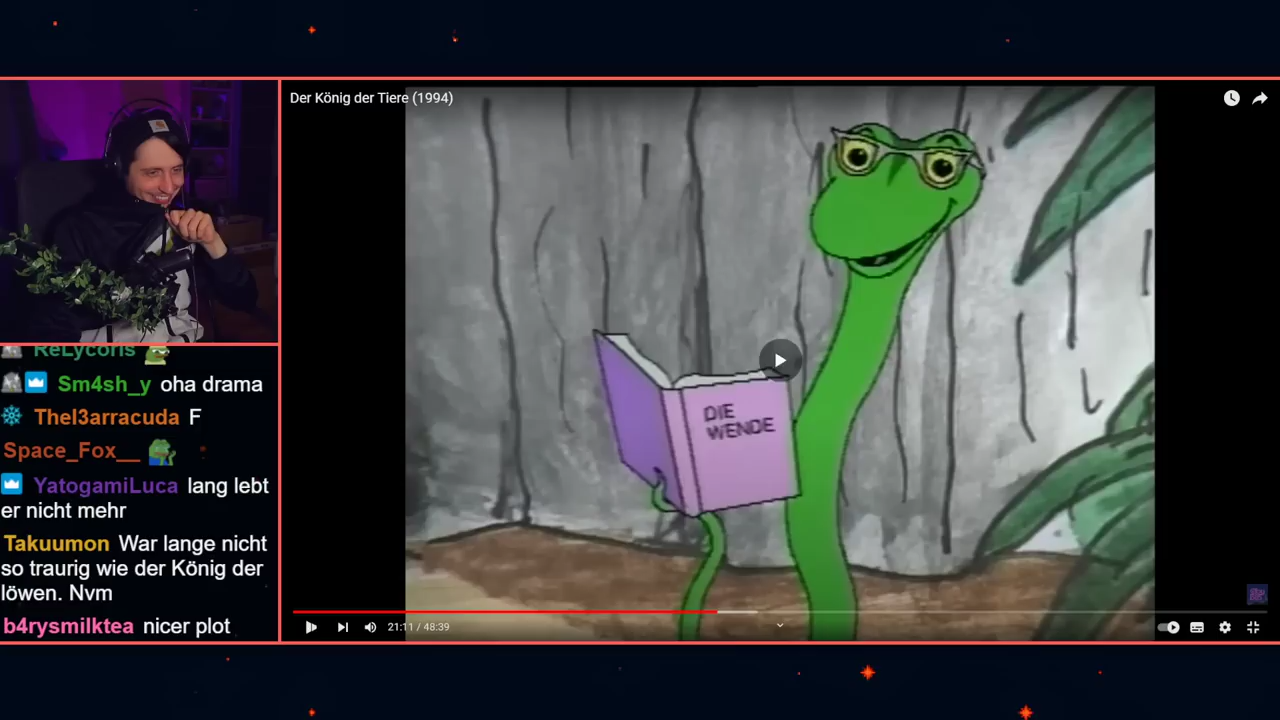 Der König der Tiere (1994)
DIE
WENDE
ReLycoris
Sm4sh_y oha drama
Thel3arracuda F
Space_Fox__
YatogamiLuca lang lebt
er nicht mehr
Takuumon War lange nicht
so traurig wie der König der
löwen. Nvm
b4rysmilktea nicer plot
21:11 / 48:39